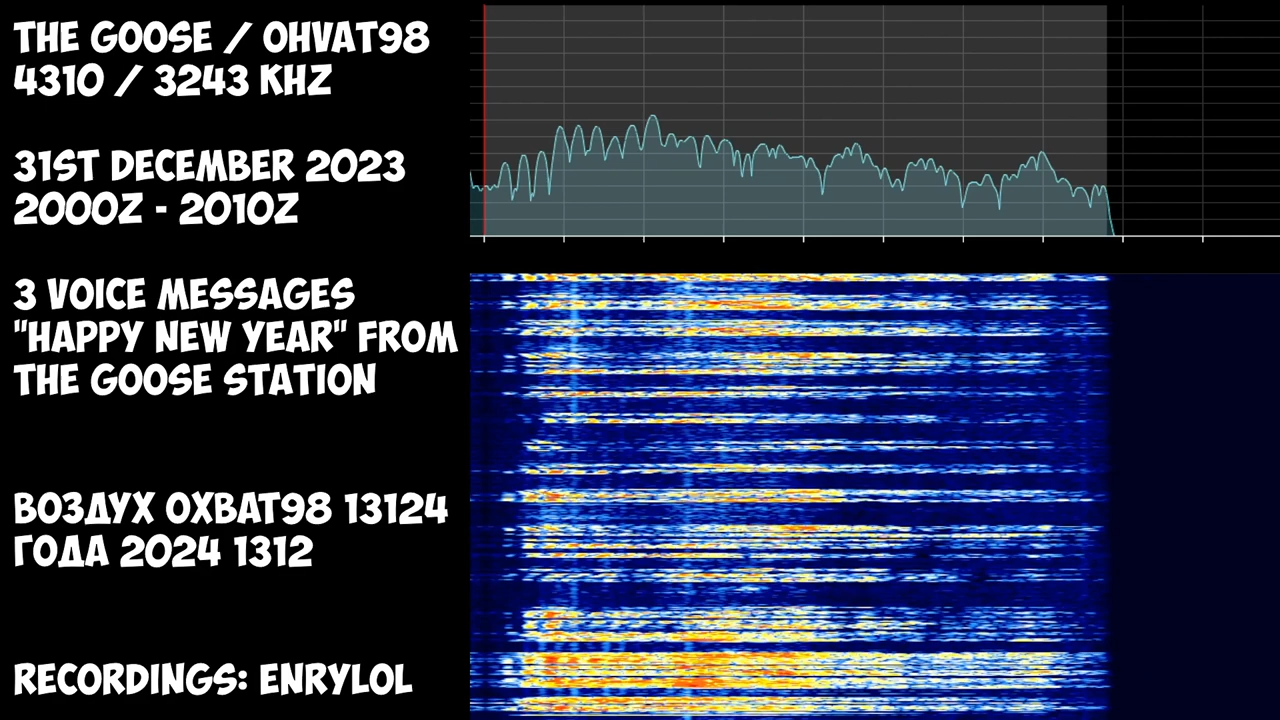 THE GOOSE / OHVAT98
4310 / 3243 KHZ
31ST DECEMBER 2023
2000Z - 2010Z
3 VOICE MESSAGES
"HAPPY NEW YEAR" FROM
THE GOOSE STATION
ВОЗДУХ ОХВАТ98 13124
ГОДА 2024 1312
RECORDINGS: ENRYLOL